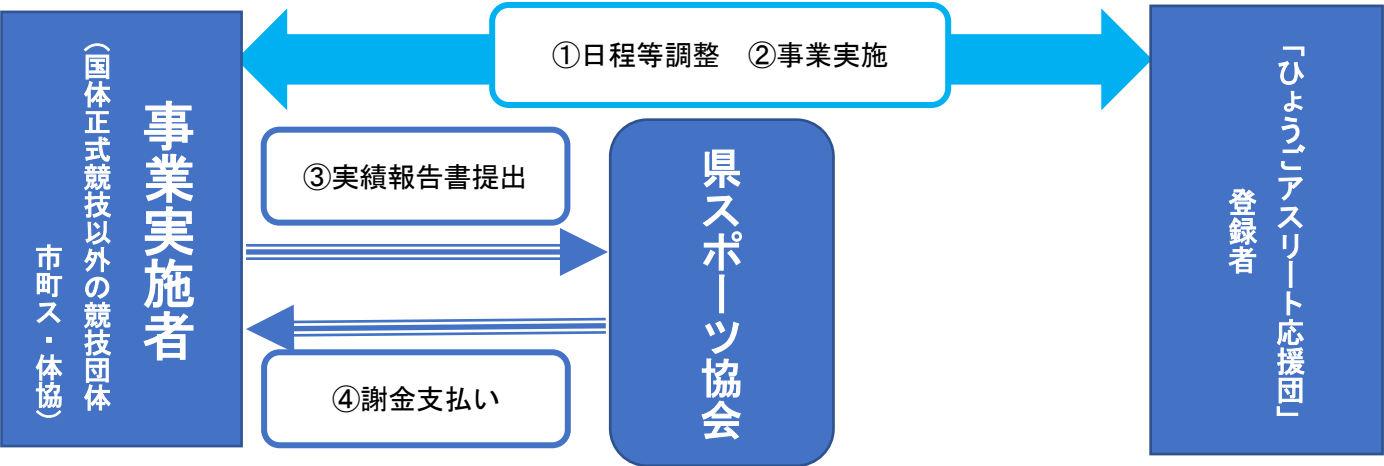 ①日程等調整　②事業実施
事業実施者
（国体正式競技以外の競技団体
市町ス・体協）
③実績報告書提出
④謝金支払い
県スポーツ協会
「ひょうごアスリート応援団」
登録者